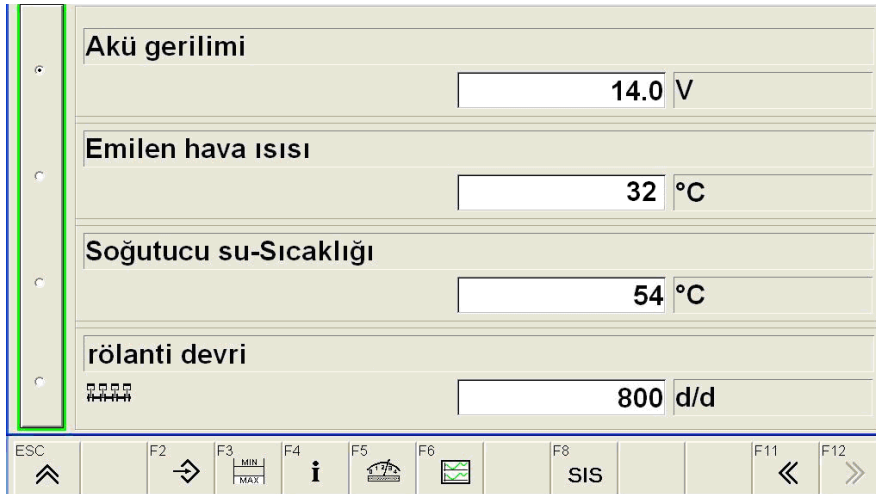 Akü gerilimi
14.0 V
Emilen hava ısısı
32 °C
Soğutucu su-Sıcaklığı
54 °C
rölanti devri
800 d/d
ESC F2 F3 F4 F5 F6 F8 F11 F12
MIN
MAX
i
SIS